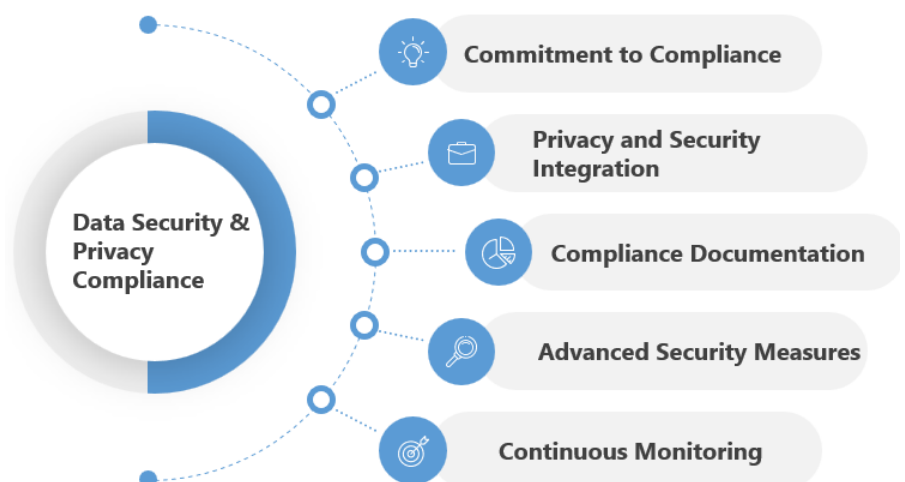 Data Security &
Privacy
Compliance
Commitment to Compliance
Privacy and Security
Integration
Compliance Documentation
Advanced Security Measures
Continuous Monitoring